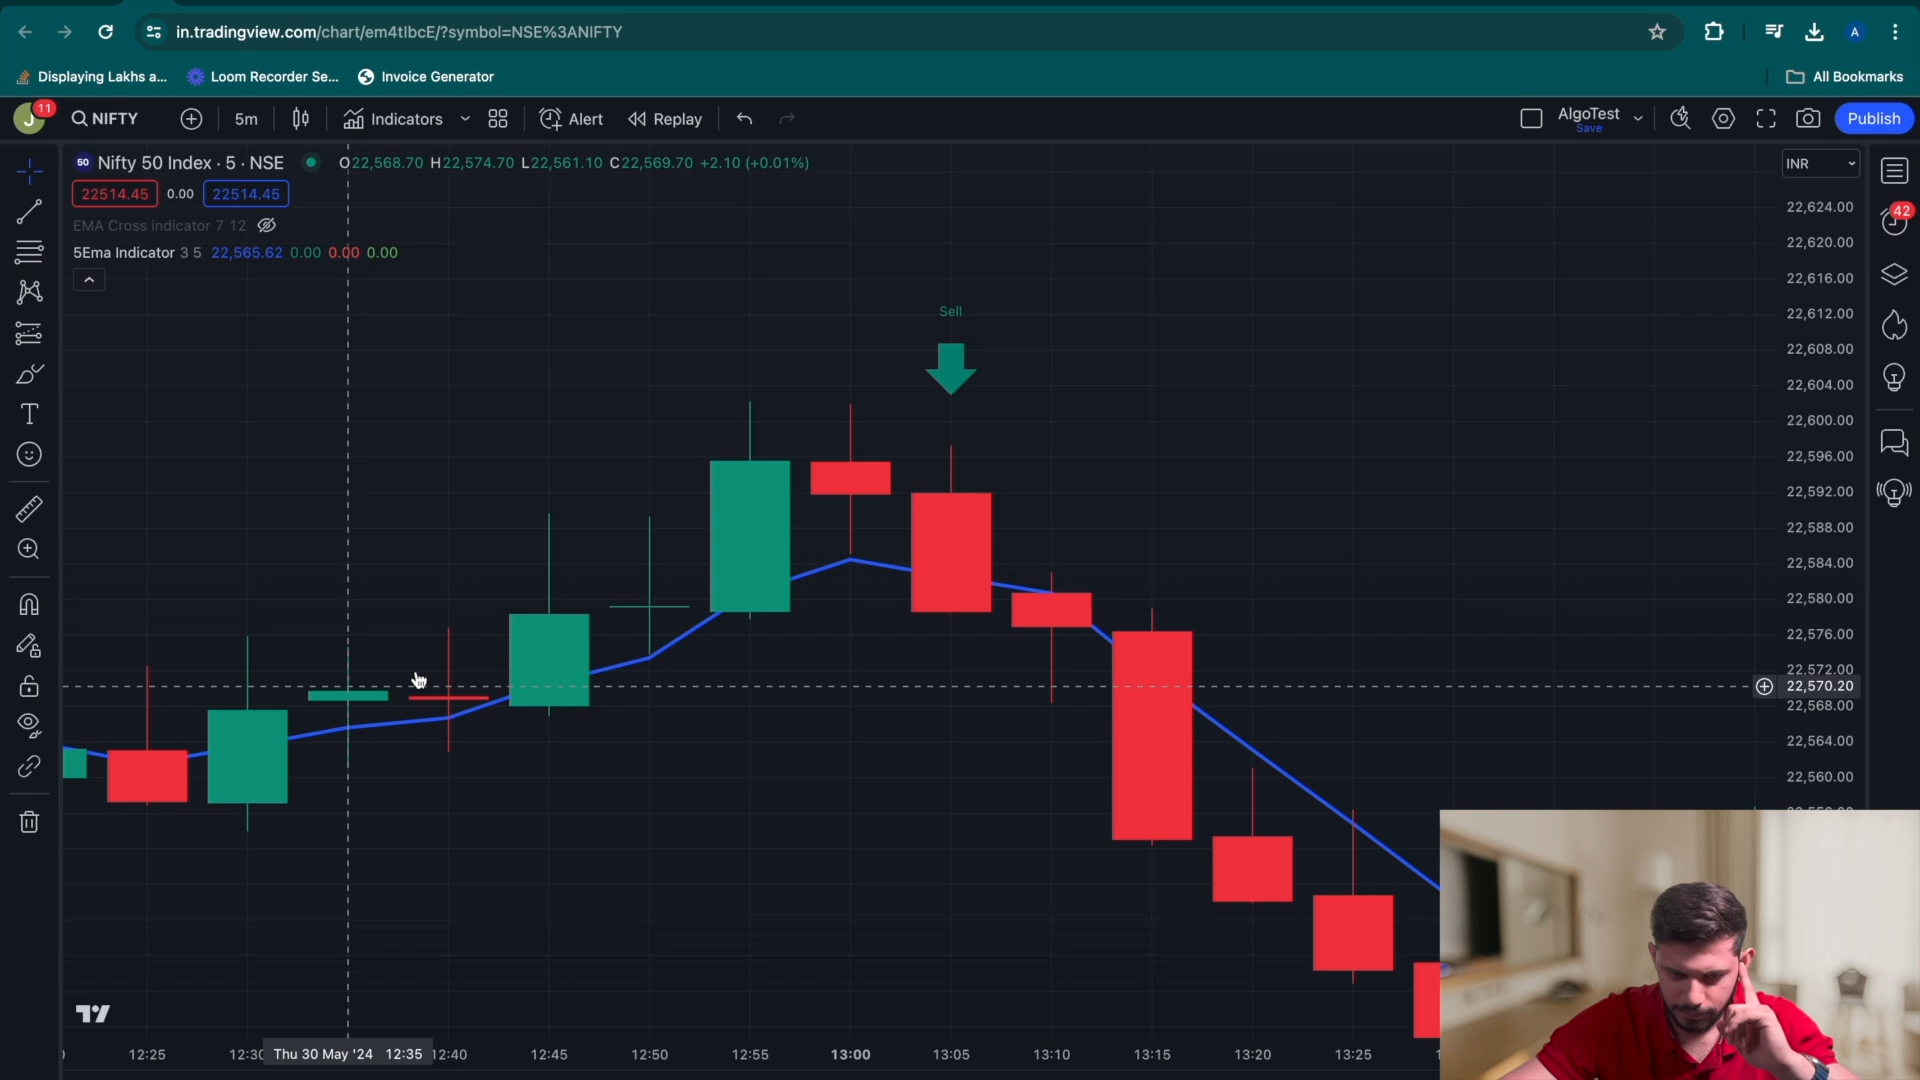 in.tradingview.com/chart/em4tlbcE/?symbol=NSE%3ANIFTY
A
Displaying Lakhs a...
Loom Recorder Se...
Invoice Generator
All Bookmarks
J
11
NIFTY
5m
Indicators
Alert
Replay
AlgoTest
Save
Publish
50
Nifty 50 Index · 5 · NSE
O22,568.70 H22,574.70 L22,561.10 C22,569.70 +2.10 (+0.01%)
INR
22514.45
0.00
22514.45
EMA Cross indicator 7 12
5Ema Indicator 3 5 22,565.62 0.00 0.00 0.00
42
Sell
22,624.00
22,620.00
22,616.00
22,612.00
22,608.00
22,604.00
22,600.00
22,596.00
22,592.00
22,588.00
22,584.00
22,580.00
22,576.00
22,572.00
22,570.20
22,568.00
22,564.00
22,560.00
12:25
12:30
Thu 30 May '24 12:35
12:40
12:45
12:50
12:55
13:00
13:05
13:10
13:15
13:20
13:25